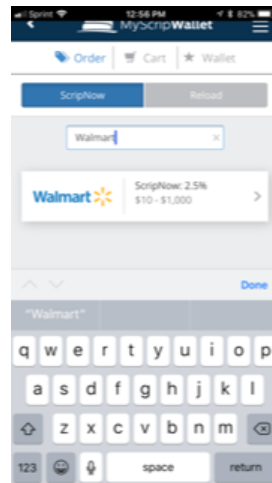 Sprint 12:56 PM 82%
MyScripWallet
Order Cart Wallet
ScripNow Reload
Walmart ×
Walmart ScripNow: 2.5%
$10 - $1,000
Done
"Walmart"
q w e r t y u i o p
a s d f g h j k l
z x c v b n m
123 space return